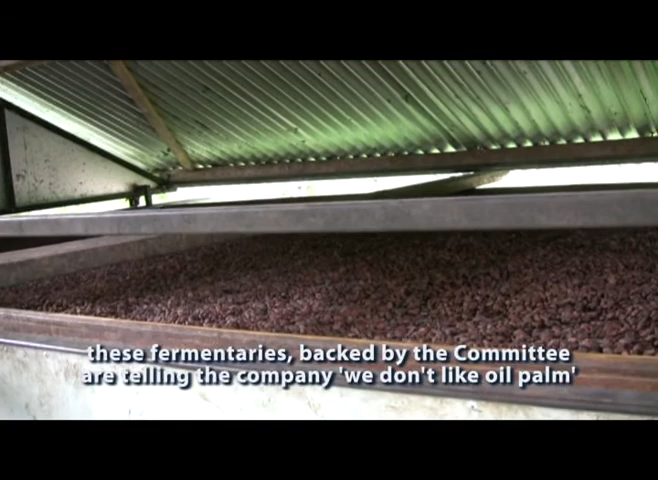 these fermentaries, backed by the Committee
are telling the company 'we don't like oil palm'